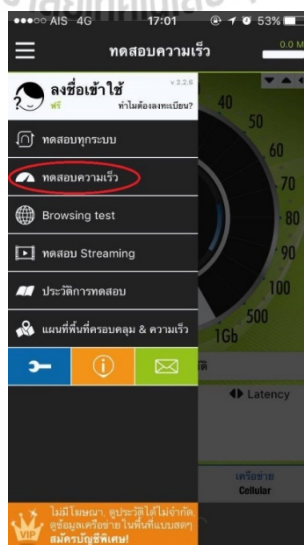 AIS 4G 17:01 53%
ทดสอบความเร็ว
0.0 M
ลงชื่อเข้าใช้
v 2.2.6
ฟรี ทำไมต้องลงทะเบียน?
ทดสอบทุกระบบ
ทดสอบความเร็ว
Browsing test
ทดสอบ Streaming
ประวัติการทดสอบ
แผนที่พื้นที่ครอบคลุม & ความเร็ว
40
50
60
70
80
90
100
500
1Gb
Latency
เครือข่าย
Cellular
VIP
ไม่มีโฆษณา, ดูประวัติได้ไม่จำกัด,
ดูข้อมูลเครือข่ายในพื้นที่แบบสดๆ
สมัครบัญชีพิเศษ!